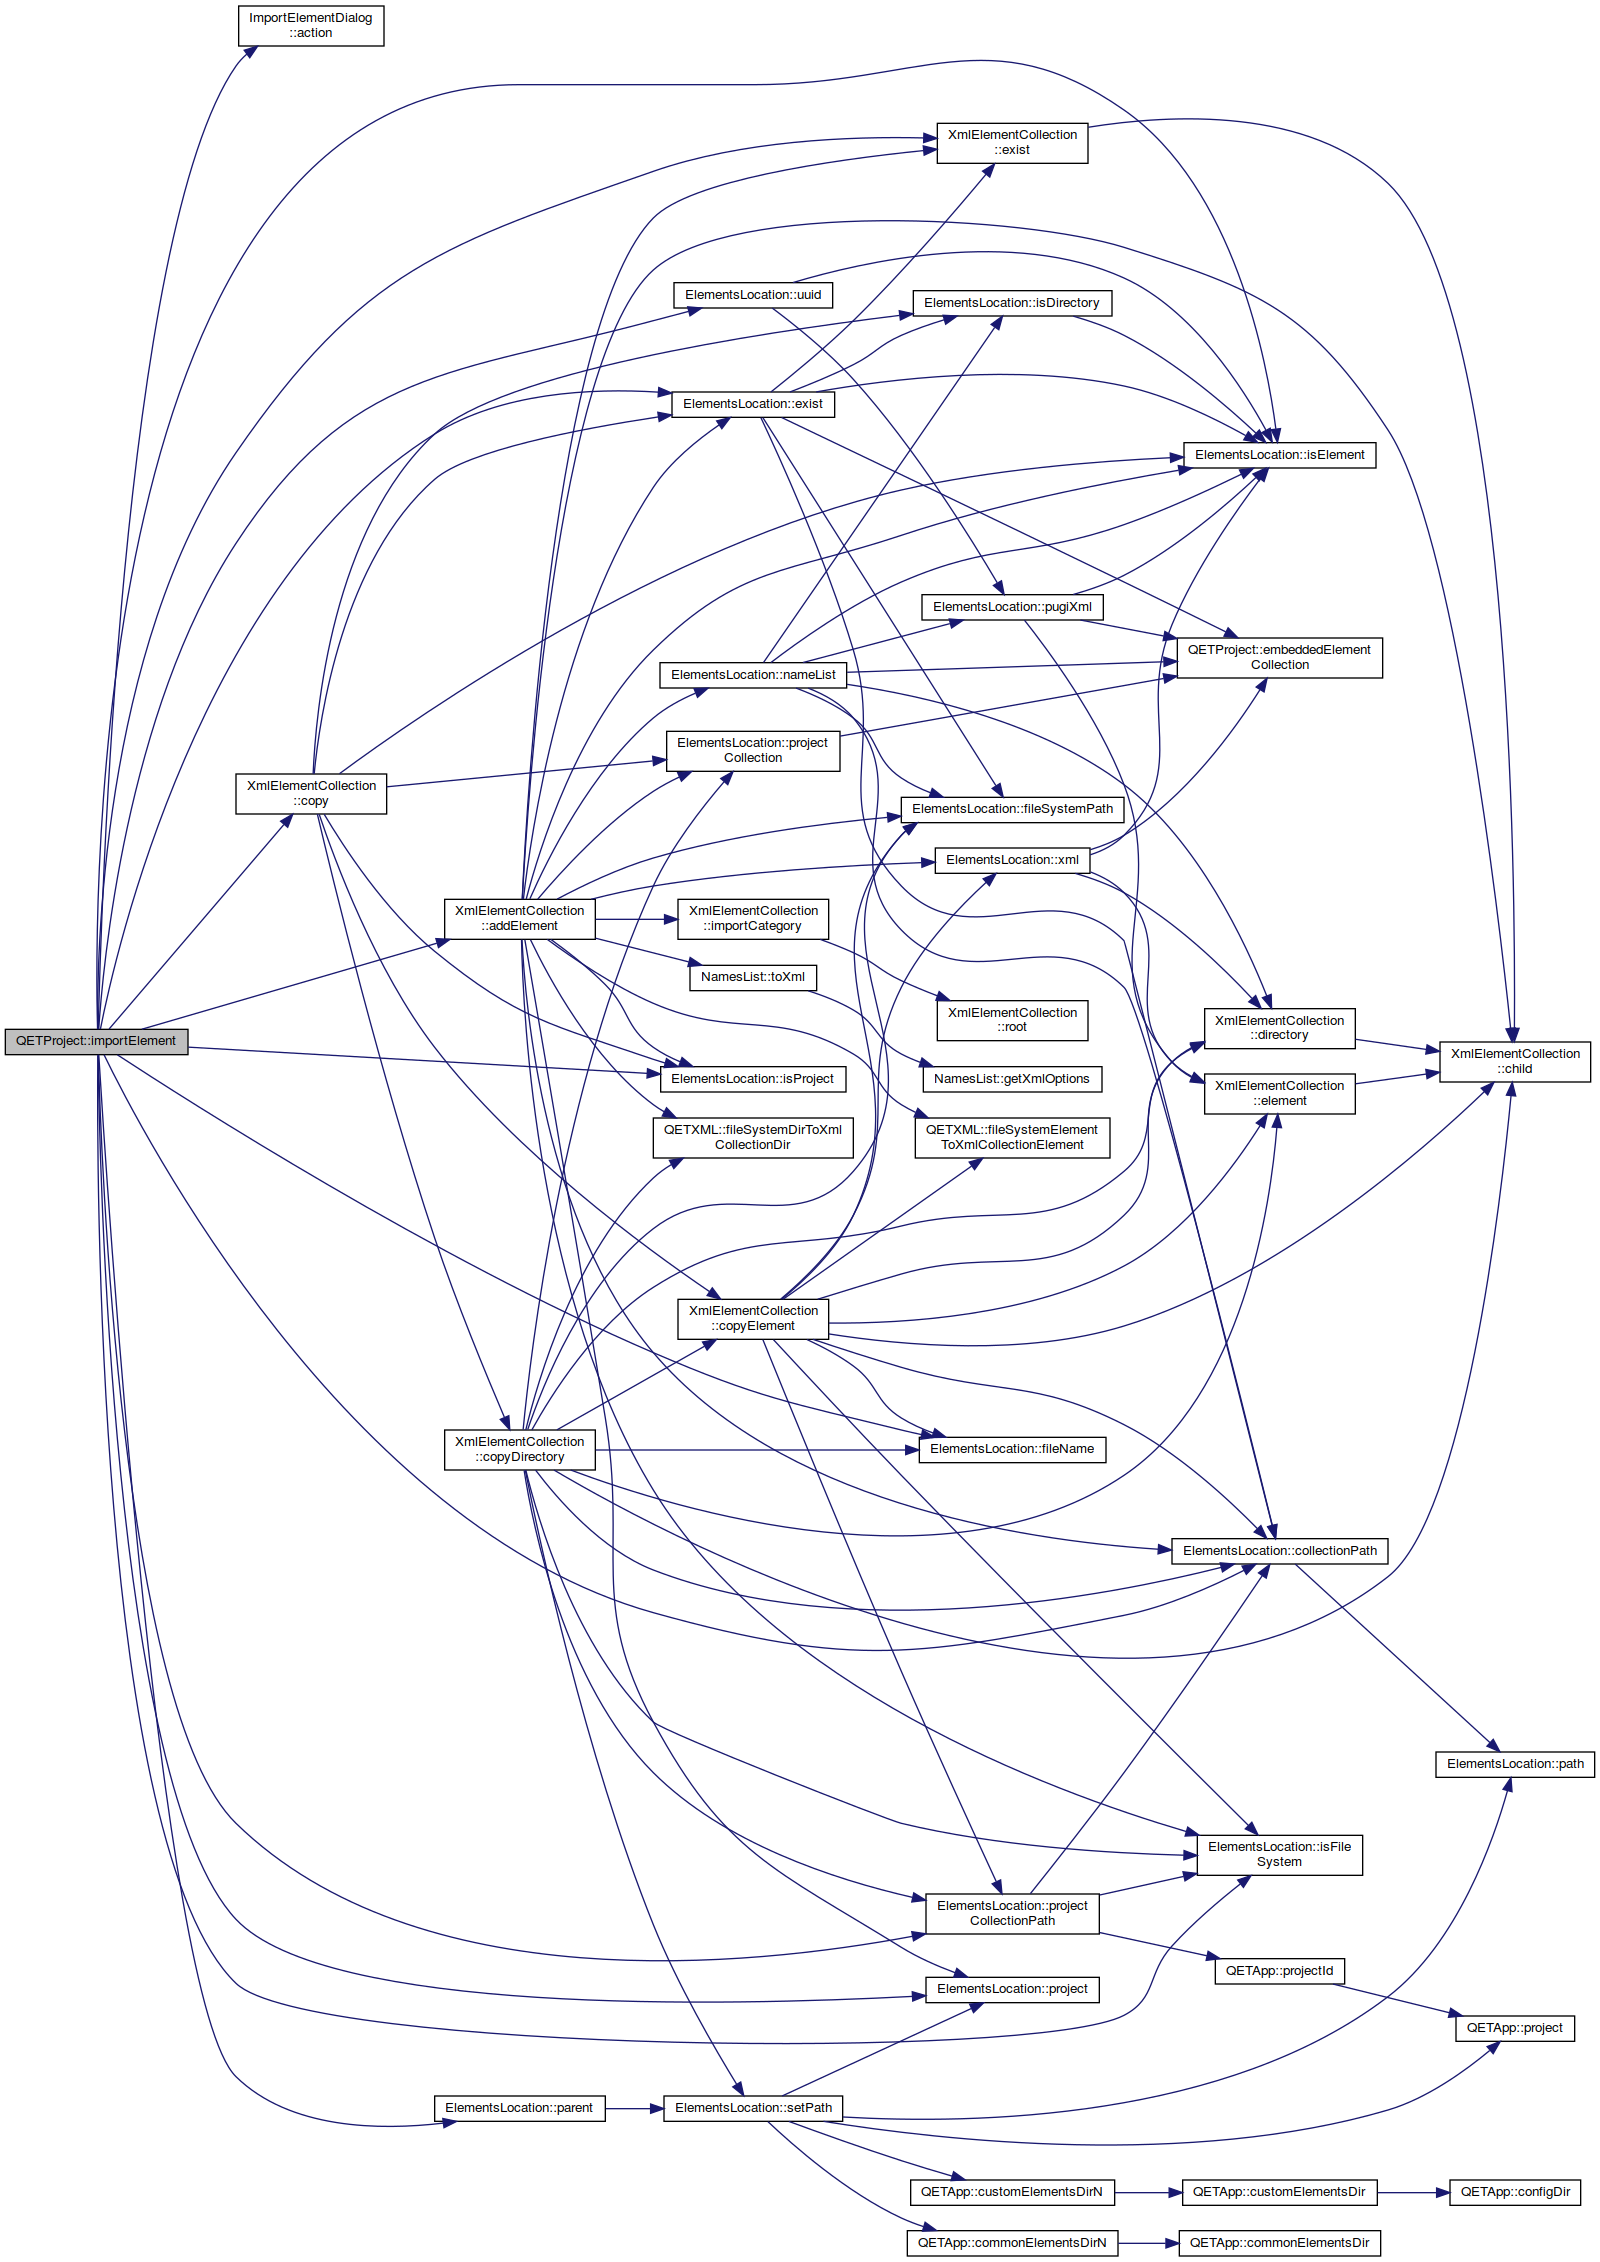 ImportElementDialog
::action
XmlElementCollection
::exist
ElementsLocation::uuid
ElementsLocation::isDirectory
ElementsLocation::exist
ElementsLocation::isElement
ElementsLocation::pugiXml
QETProject::embeddedElement
Collection
ElementsLocation::nameList
ElementsLocation::project
Collection
XmlElementCollection
::copy
ElementsLocation::fileSystemPath
ElementsLocation::xml
XmlElementCollection
::addElement
XmlElementCollection
::importCategory
NamesList::toXml
XmlElementCollection
::root
XmlElementCollection
::directory
QETProject::importElement
XmlElementCollection
::child
ElementsLocation::isProject
NamesList::getXmlOptions
XmlElementCollection
::element
QETXML::fileSystemDirToXml
CollectionDir
QETXML::fileSystemElement
ToXmlCollectionElement
XmlElementCollection
::copyElement
XmlElementCollection
::copyDirectory
ElementsLocation::fileName
ElementsLocation::collectionPath
ElementsLocation::path
ElementsLocation::isFile
System
ElementsLocation::project
CollectionPath
QETApp::projectId
ElementsLocation::project
QETApp::project
ElementsLocation::parent
ElementsLocation::setPath
QETApp::customElementsDirN
QETApp::customElementsDir
QETApp::configDir
QETApp::commonElementsDirN
QETApp::commonElementsDir